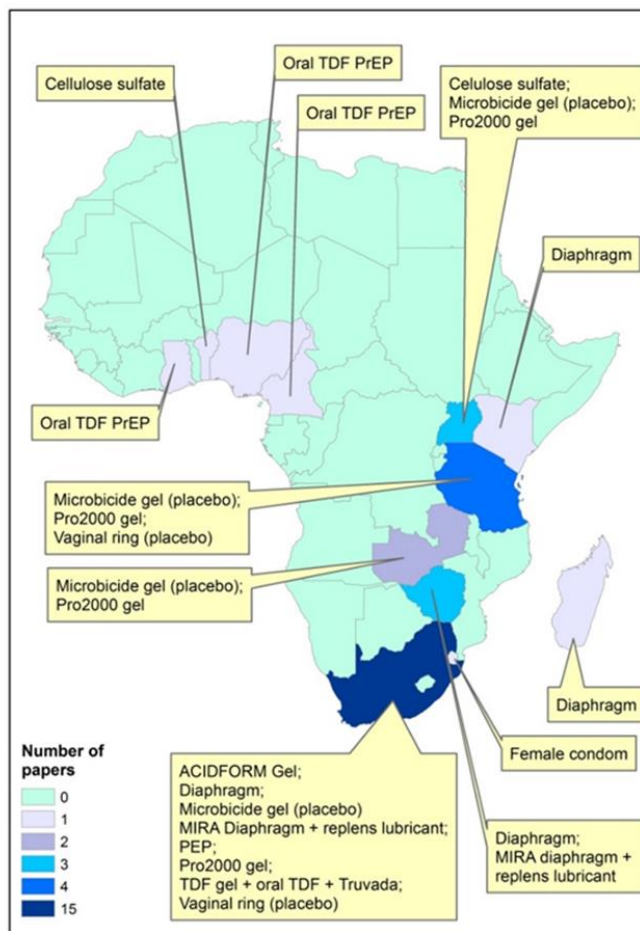 Oral TDF PrEP
Cellulose sulfate
Oral TDF PrEP
Celulose sulfate;
Microbicide gel (placebo);
Pro2000 gel
Diaphragm
Oral TDF PrEP
Microbicide gel (placebo);
Pro2000 gel;
Vaginal ring (placebo)
Microbicide gel (placebo);
Pro2000 gel
Diaphragm
Female condom
ACIDFORM Gel;
Diaphragm;
Microbicide gel (placebo)
MIRA Diaphragm + replens lubricant;
PEP;
Pro2000 gel;
TDF gel + oral TDF + Truvada;
Vaginal ring (placebo)
Diaphragm;
MIRA diaphragm +
replens lubricant
Number of
papers
0
1
2
3
4
15